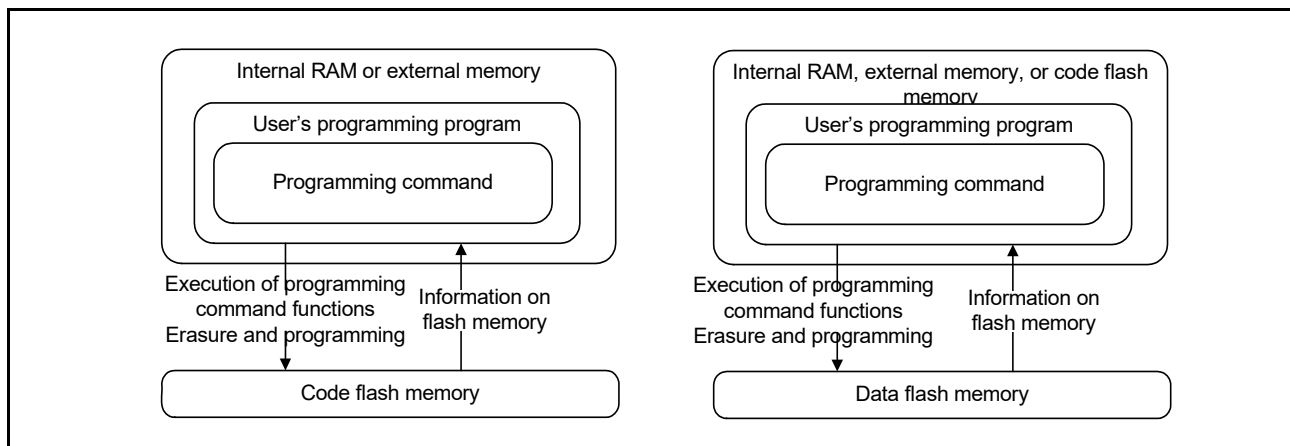 Internal RAM or external memory
User’s programming program
Programming command
Execution of programming
command functions
Erasure and programming
Information on
flash memory
Code flash memory
Internal RAM, external memory, or code flash
memory
User’s programming program
Programming command
Execution of programming
command functions
Erasure and programming
Information on
flash memory
Data flash memory